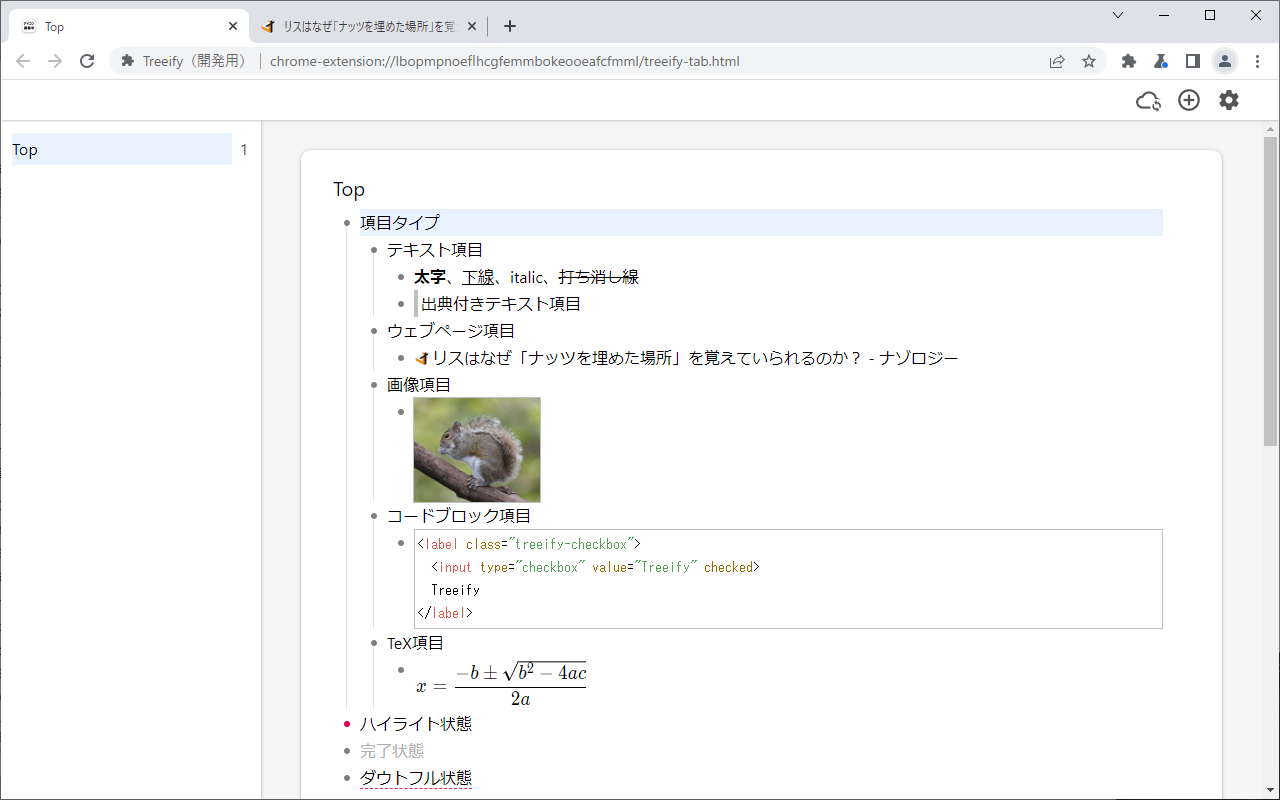 Top
リスはなぜ「ナッツを埋めた場所」を覚え
Treeify（開発用）
chrome-extension://lbopmpnoeflhcgfemmbokeooeafcfmml/treeify-tab.html
Top 1
Top
項目タイプ
テキスト項目
太字、下線、italic、打ち消し線
出典付きテキスト項目
ウェブページ項目
リスはなぜ「ナッツを埋めた場所」を覚えていられるのか？ - ナゾロジー
画像項目
コードブロック項目
<label class="treeify-checkbox">
<input type="checkbox" value="Treeify" checked>
Treeify
</label>
TeX項目
x = \frac{-b \pm \sqrt{b^2 - 4ac}}{2a}
ハイライト状態
完了状態
ダウトフル状態